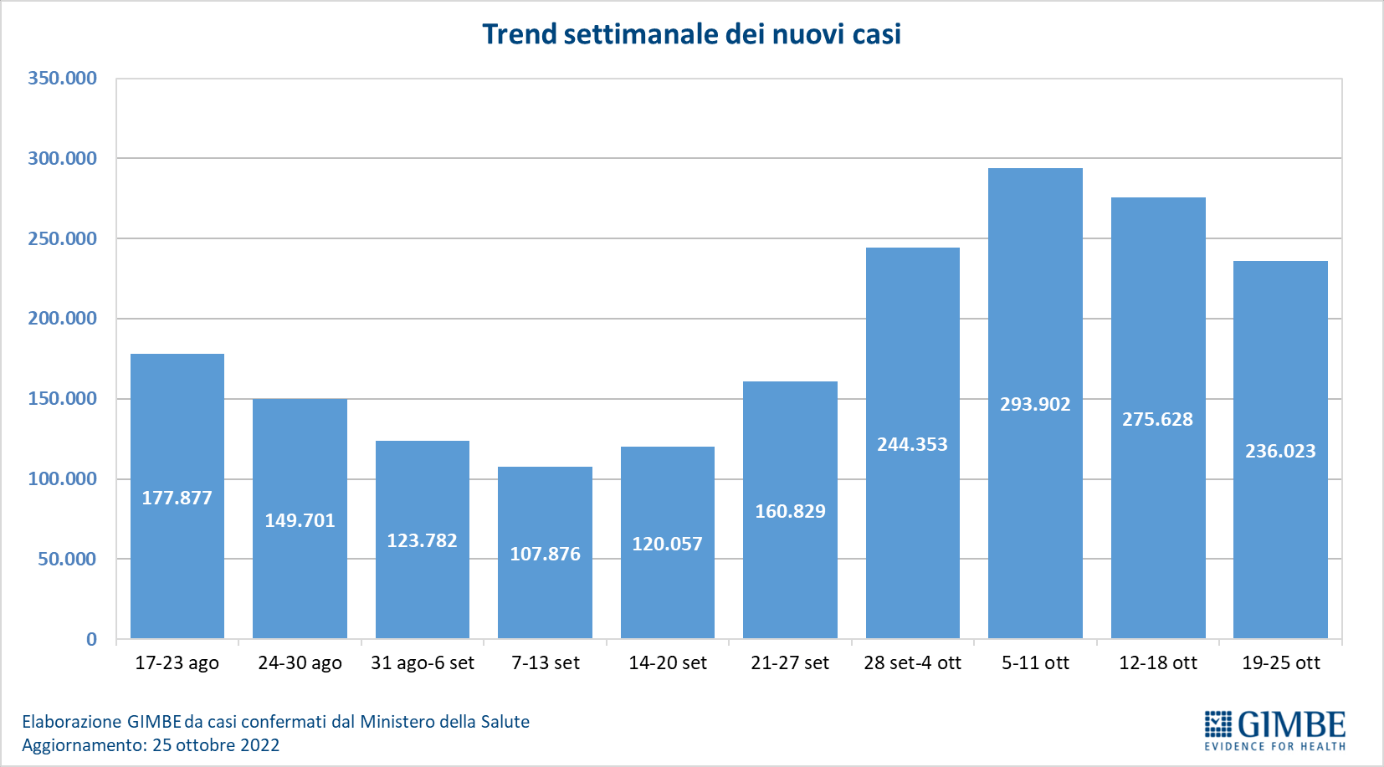 Trend settimanale dei nuovi casi
350.000
300.000
250.000
200.000
150.000
100.000
50.000
0
177.877
149.701
123.782
107.876
120.057
160.829
244.353
293.902
275.628
236.023
17-23 ago
24-30 ago
31 ago-6 set
7-13 set
14-20 set
21-27 set
28 set-4 ott
5-11 ott
12-18 ott
19-25 ott
Elaborazione GIMBE da casi confermati dal Ministero della Salute
Aggiornamento: 25 ottobre 2022
GIMBE
EVIDENCE FOR HEALTH